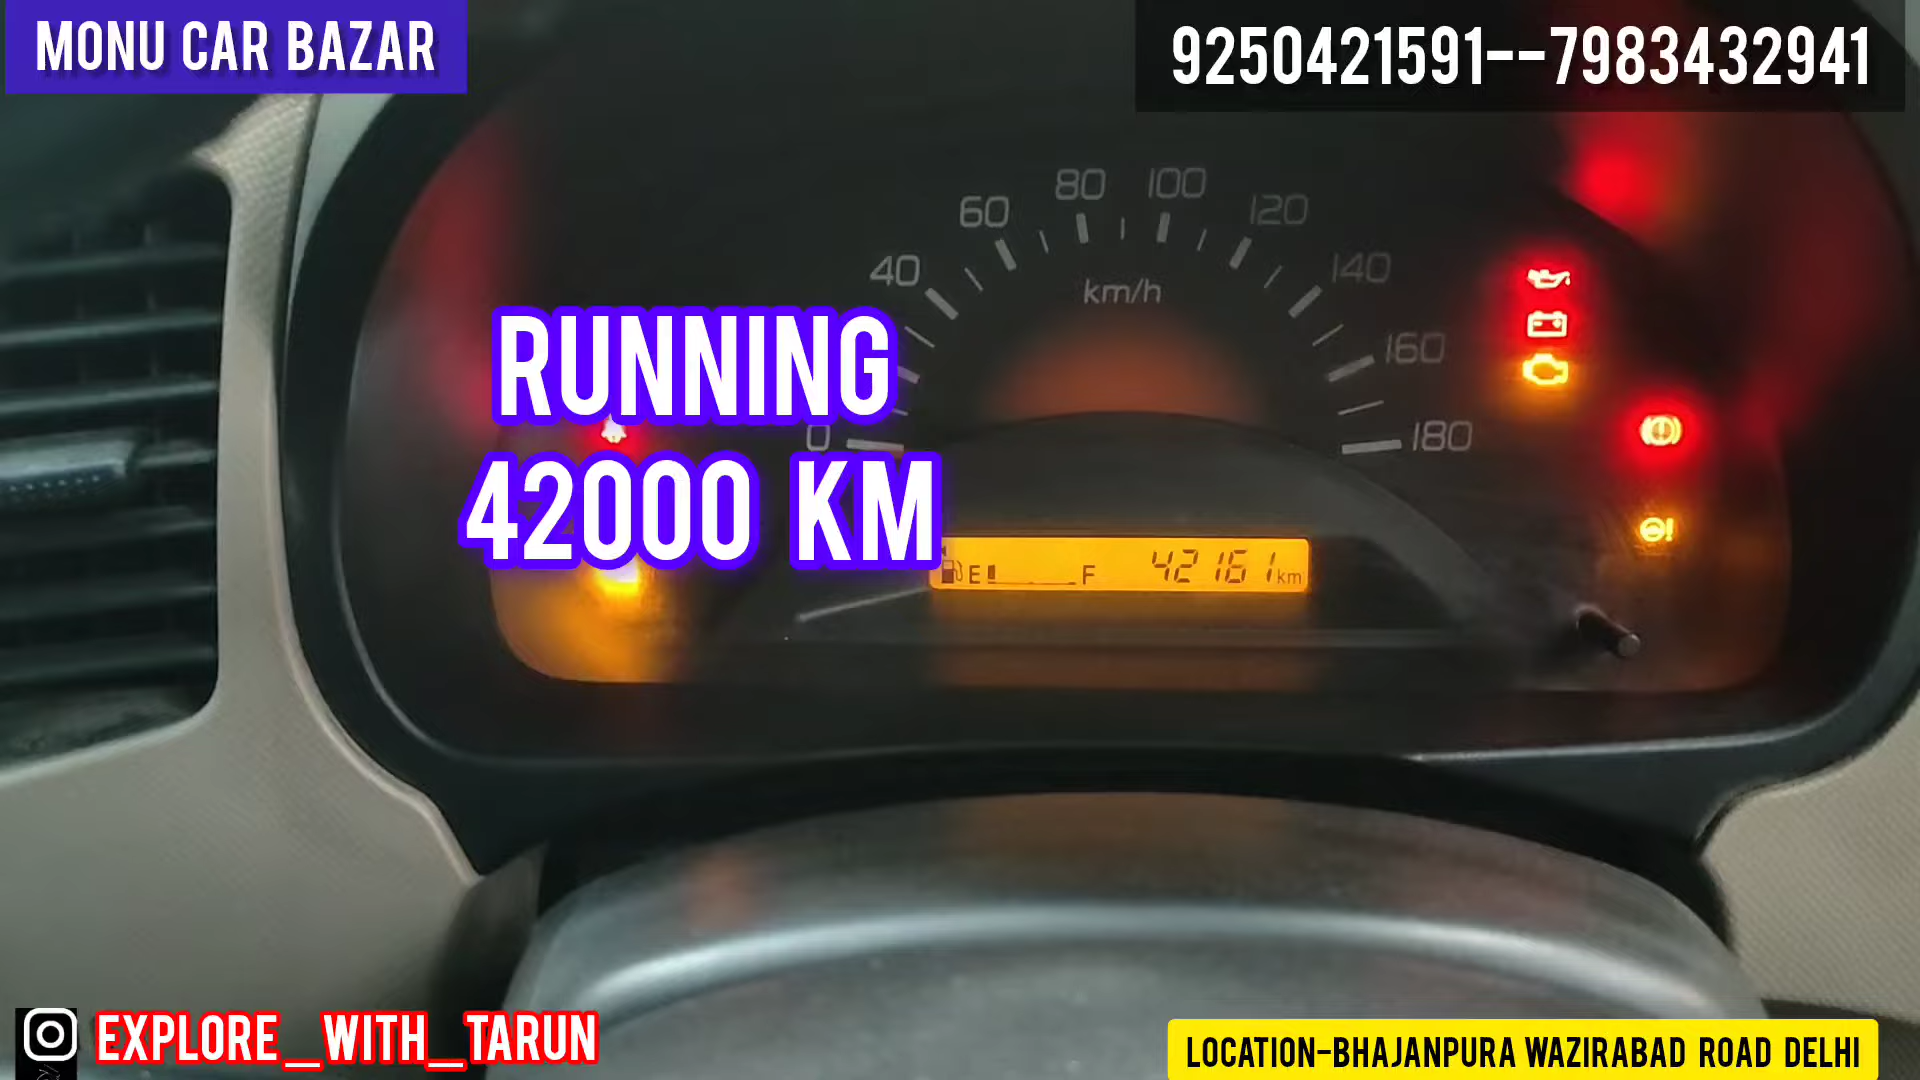 MONU CAR BAZAR
9250421591--7983432941
80 100
60 120
40 140
km/h
RUNNING
160
0 180
42000 KM
E F 42161 km
EXPLORE_WITH_TARUN
LOCATION-BHAJANPURA WAZIRABAD ROAD DELHI